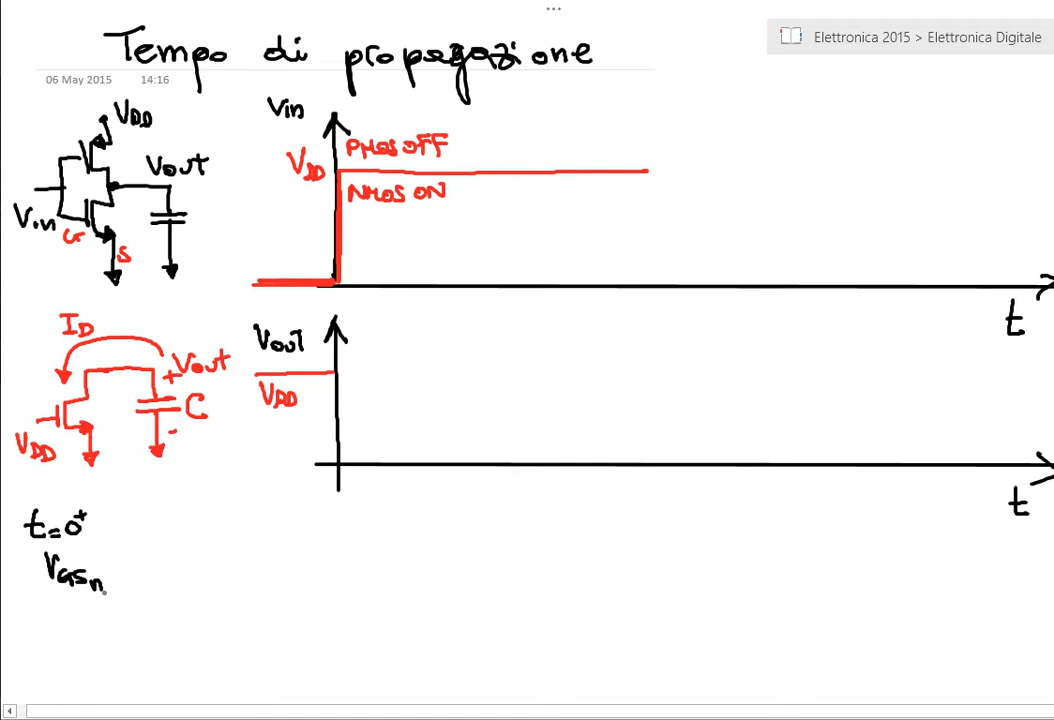 Tempo di propagazione
Elettronica 2015 > Elettronica Digitale
06 May 2015 14:16
VDD
Vout
Vin
G
S
Vin
VDD
PMOS OFF
NMOS ON
t
ID
Vout
+
C
-
VDD
Vout
VDD
t
t=0+
VGSn